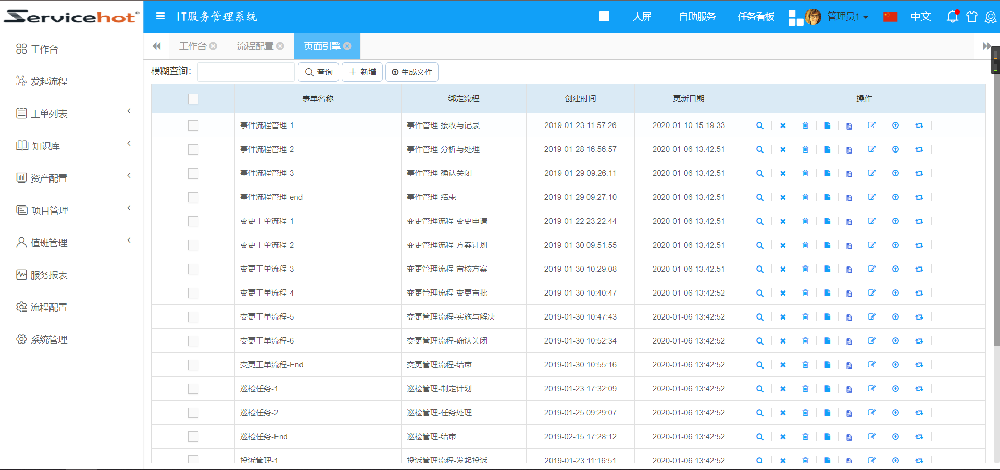 Servicehot®
IT服务管理系统
大屏
自助服务
任务看板
管理员1
中文
工作台
发起流程
工单列表
知识库
资产配置
项目管理
值班管理
服务报表
流程配置
系统管理
工作台 流程配置 页面引擎
模糊查询: 查询 新增 生成文件
表单名称 绑定流程 创建时间 更新日期 操作
事件流程管理-1 事件管理-接收与记录 2019-01-23 11:57:26 2020-01-10 15:19:33
事件流程管理-2 事件管理-分析与处理 2019-01-28 16:56:57 2020-01-06 13:42:51
事件流程管理-3 事件管理-确认关闭 2019-01-29 09:26:11 2020-01-06 13:42:51
事件流程管理-end 事件管理-结束 2019-01-29 09:27:10 2020-01-06 13:42:51
变更工单流程-1 变更管理流程-变更申请 2019-01-22 23:22:44 2020-01-06 13:42:51
变更工单流程-2 变更管理流程-方案计划 2019-01-30 09:51:55 2020-01-06 13:42:51
变更工单流程-3 变更管理流程-审核方案 2019-01-30 10:29:08 2020-01-06 13:42:51
变更工单流程-4 变更管理流程-变更审批 2019-01-30 10:40:47 2020-01-06 13:42:52
变更工单流程-5 变更管理流程-实施与解决 2019-01-30 10:47:43 2020-01-06 13:42:52
变更工单流程-6 变更管理流程-确认关闭 2019-01-30 10:52:34 2020-01-06 13:42:52
变更工单流程-End 变更管理流程-结束 2019-01-30 10:55:16 2020-01-06 13:42:52
巡检任务-1 巡检管理-制定计划 2019-01-23 17:32:09 2020-01-06 13:42:52
巡检任务-2 巡检管理-任务处理 2019-01-25 09:29:07 2020-01-06 13:42:52
巡检任务-End 巡检管理-结束 2019-02-15 17:28:12 2020-01-06 13:42:52
投诉管理-1 投诉管理流程-发起投诉 2019-01-23 11:16:51 2020-01-06 13:42:52